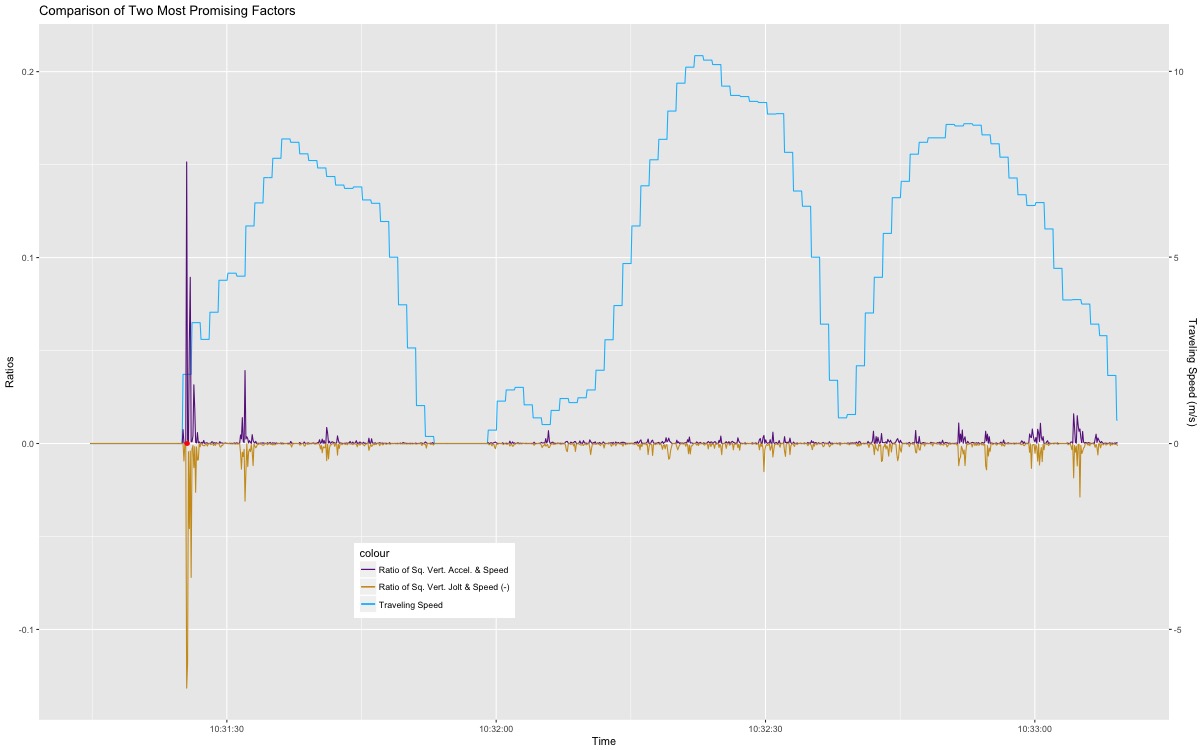 Comparison of Two Most Promising Factors
0.2
0.1
0.0
-0.1
Ratios
10
5
0
-5
Traveling Speed (m/s)
colour
Ratio of Sq. Vert. Accel. & Speed
Ratio of Sq. Vert. Jolt & Speed (-)
Traveling Speed
10:31:30
10:32:00
10:32:30
10:33:00
Time